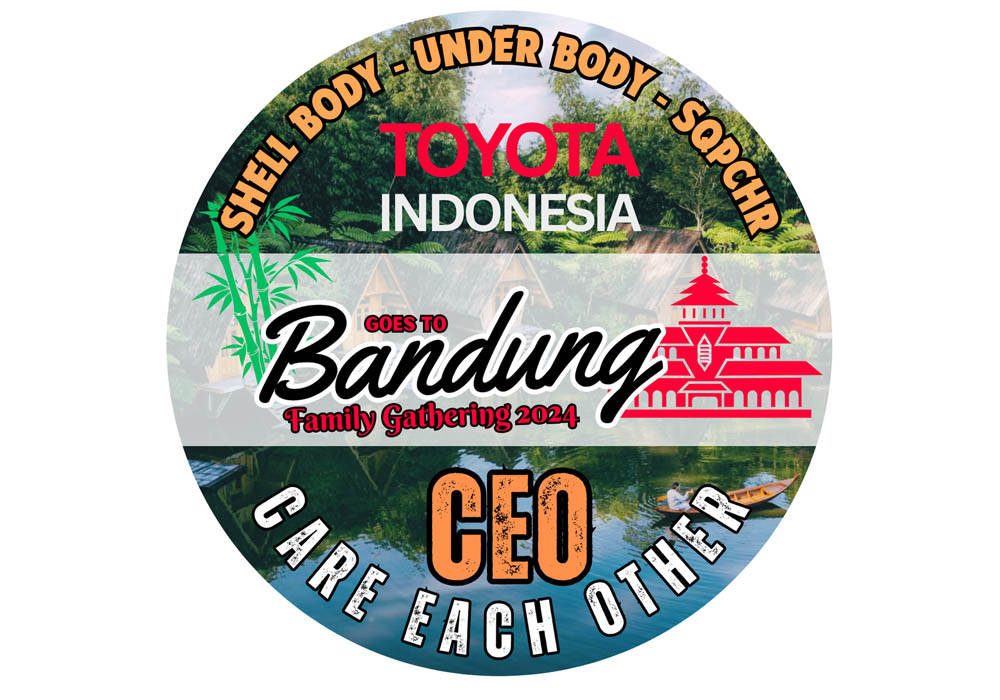 SHELL BODY - UNDER BODY - SQPCHR
TOYOTA
INDONESIA
GOES TO
Bandung
Family Gathering 2024
CEO
CARE EACH OTHER